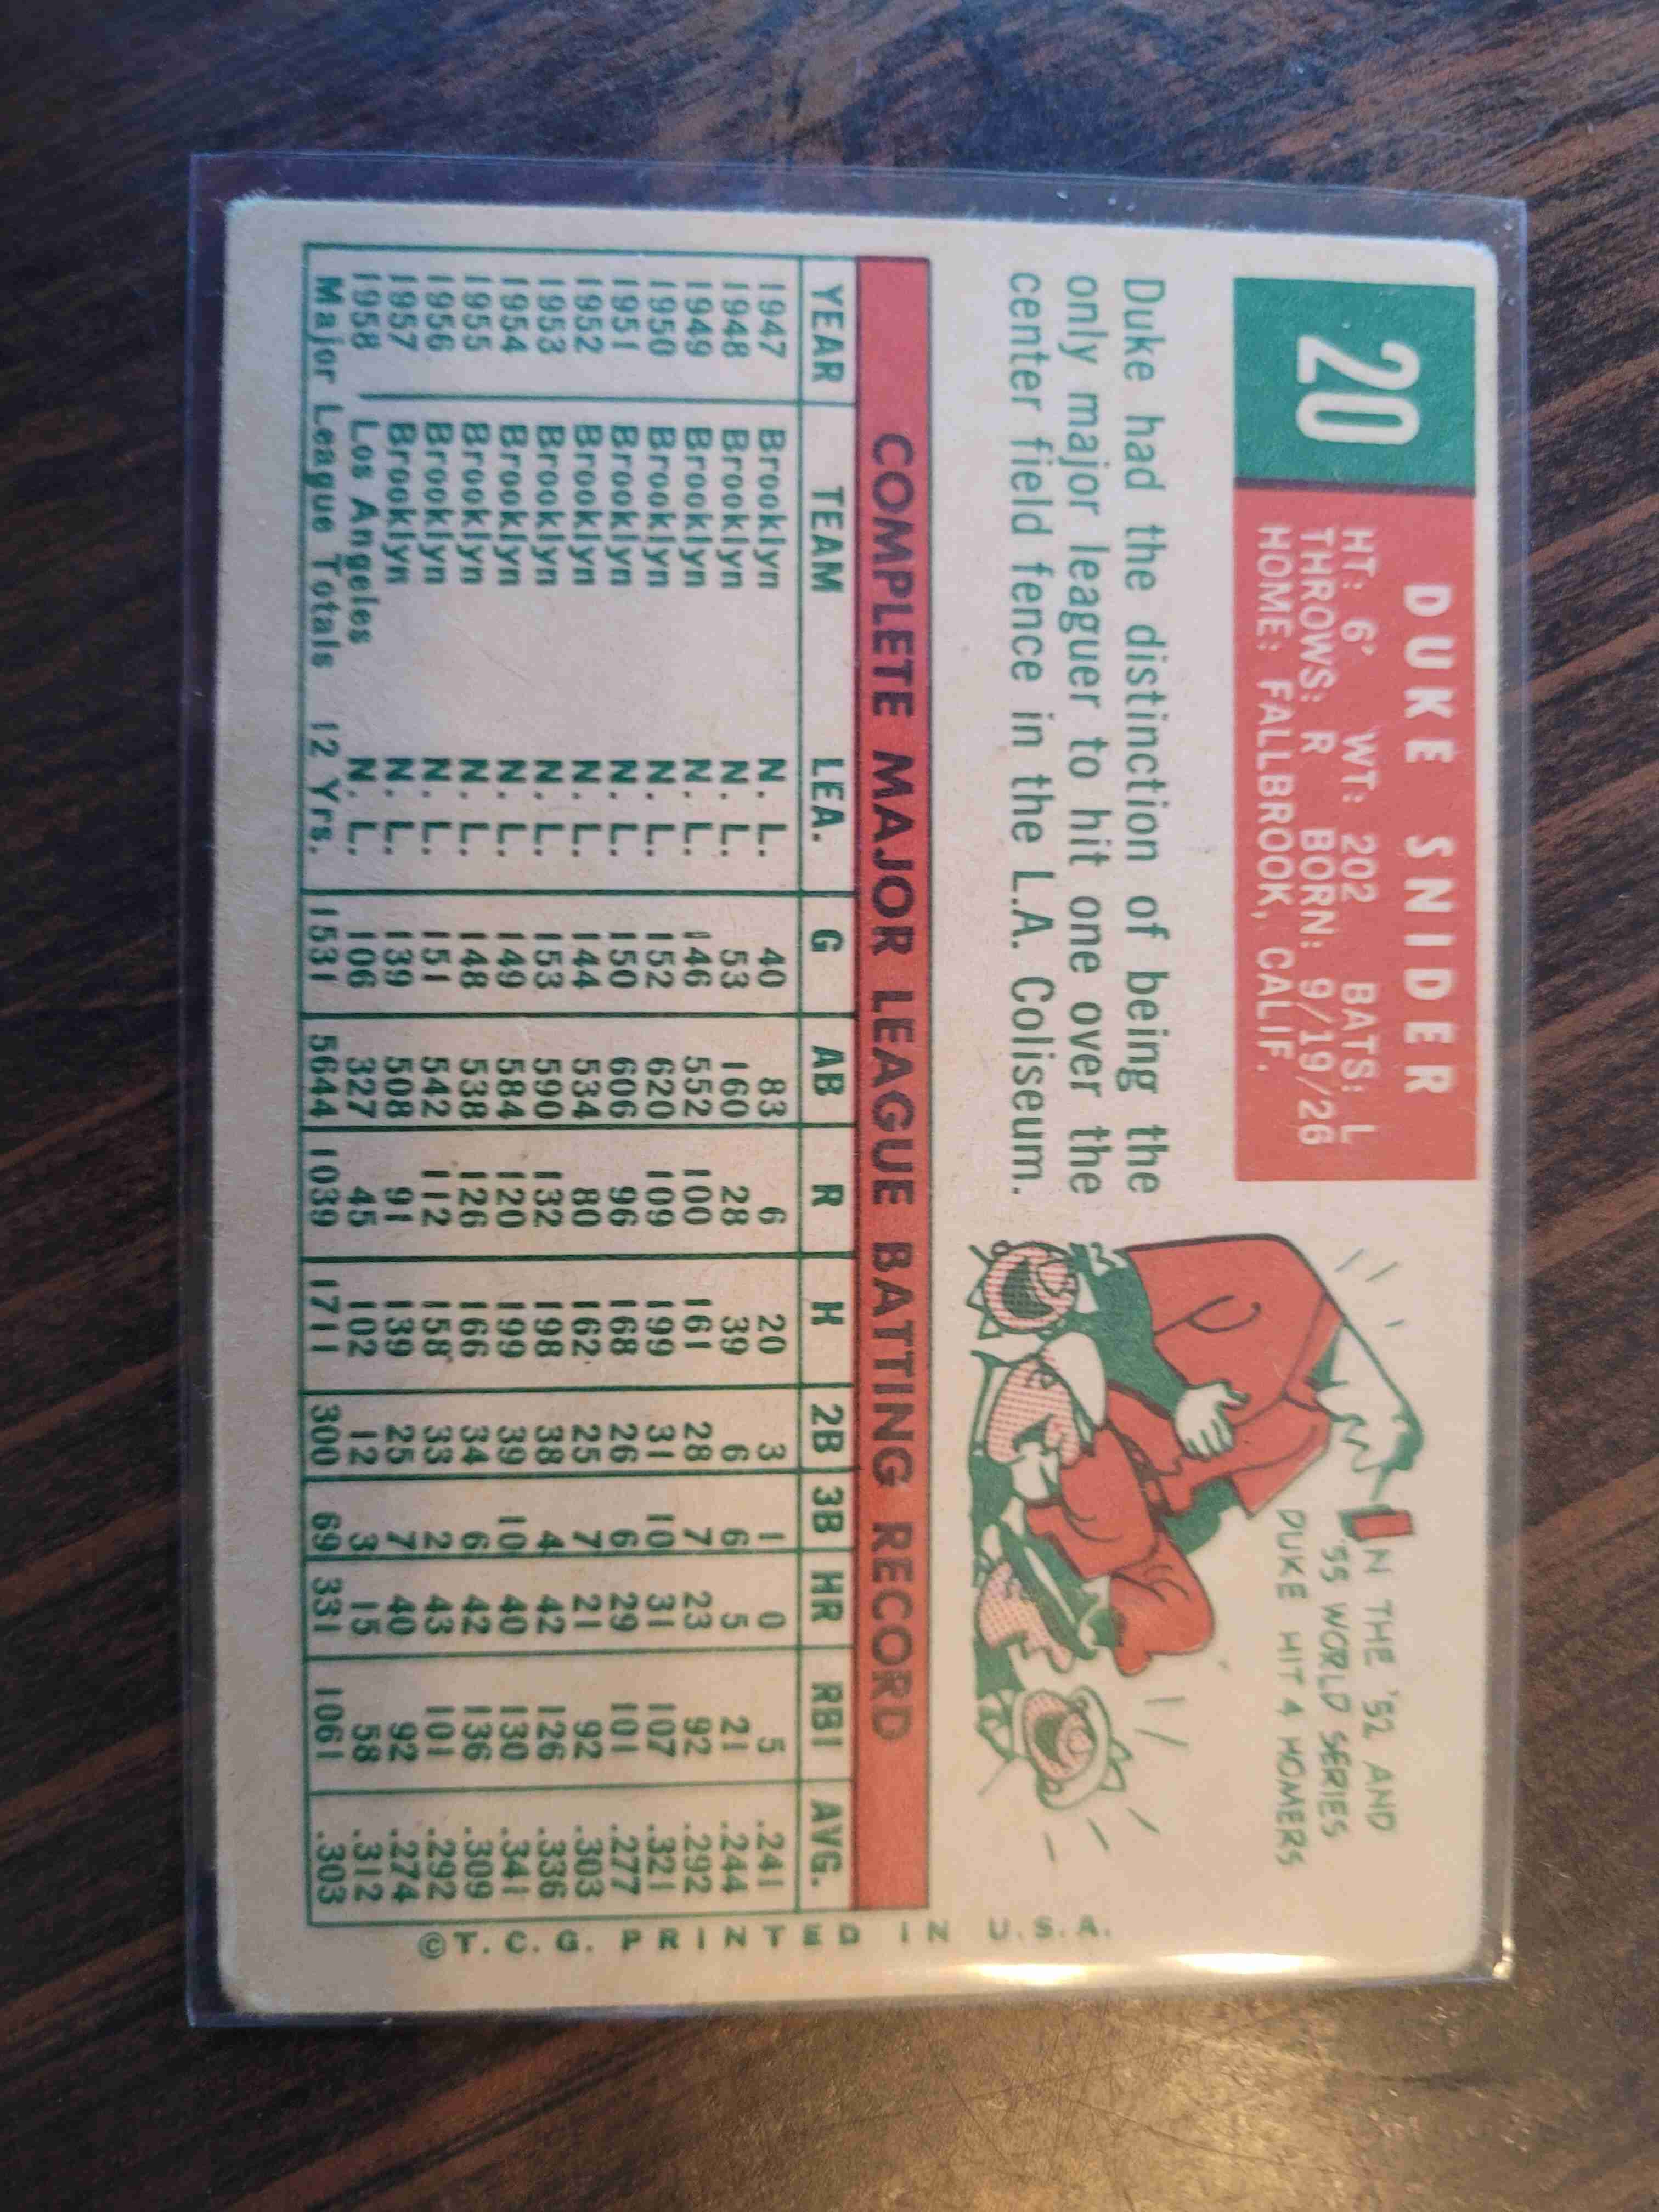 20
DUKE SNIDER
HT: 6' WT: 202 BATS: L
THROWS: R BORN: 9/19/26
HOME: FALLBROOK, CALIF.
IN THE '52 AND
'55 WORLD SERIES
DUKE HIT 4 HOMERS
Duke had the distinction of being the
only major leaguer to hit one over the
center field fence in the L.A. Coliseum.
COMPLETE MAJOR LEAGUE BATTING RECORD
YEAR TEAM LEA. G AB R H 2B 3B HR RBI AVG.
1947 Brooklyn N. L. 40 83 6 20 3 1 0 5 .241
1948 Brooklyn N. L. 53 160 28 39 6 6 5 21 .244
1949 Brooklyn N. L. 146 552 100 161 28 7 23 92 .292
1950 Brooklyn N. L. 152 620 109 199 31 10 31 107 .321
1951 Brooklyn N. L. 150 606 96 168 26 6 29 101 .277
1952 Brooklyn N. L. 144 534 80 162 25 7 21 92 .303
1953 Brooklyn N. L. 153 590 132 198 38 4 42 126 .336
1954 Brooklyn N. L. 149 584 120 199 39 10 40 130 .341
1955 Brooklyn N. L. 148 538 126 166 34 6 42 136 .309
1956 Brooklyn N. L. 151 542 112 158 33 2 43 101 .292
1957 Brooklyn N. L. 139 508 91 139 25 7 40 92 .274
1958 Los Angeles N. L. 106 327 45 102 12 3 15 58 .312
Major League Totals 12 Yrs. 1531 5644 1039 1711 300 69 331 1061 .303
©T. C. G. PRINTED IN U.S.A.